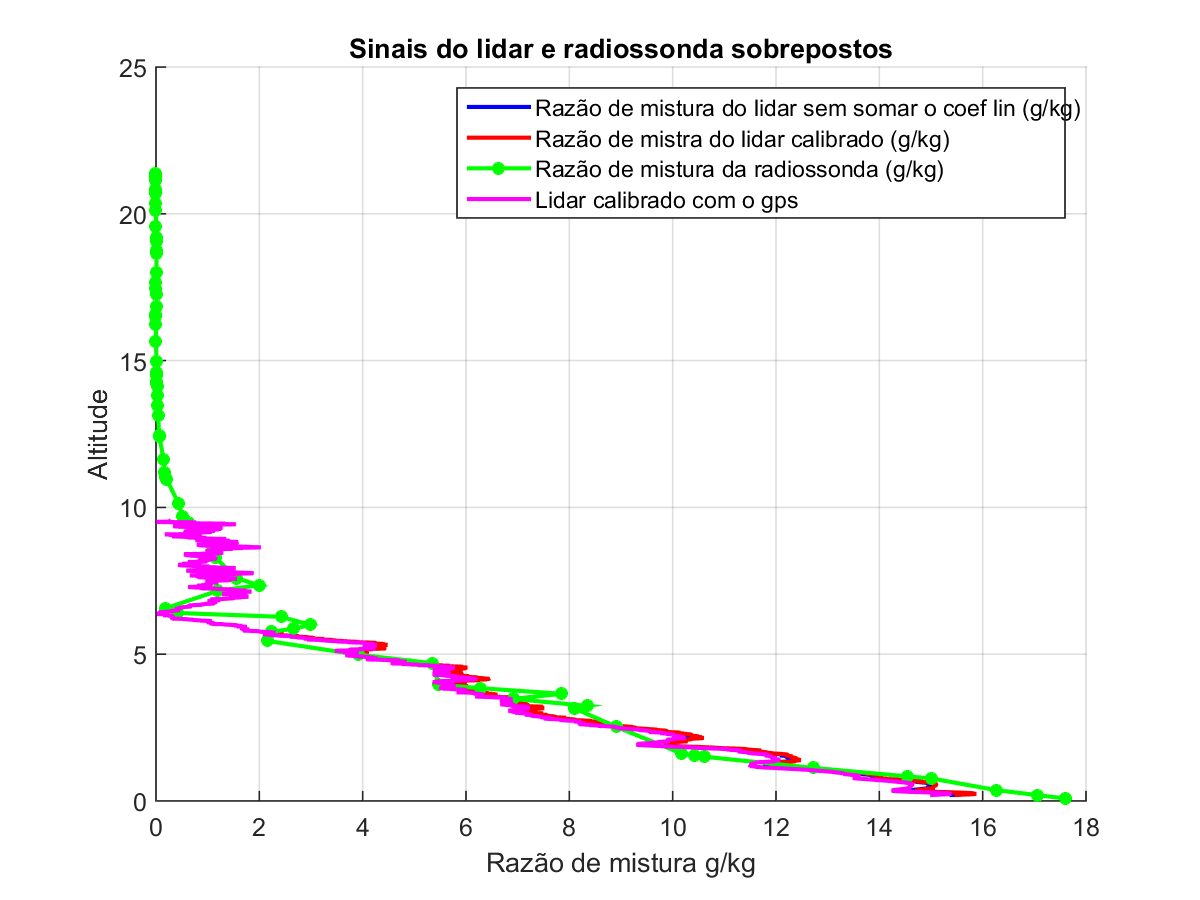 Sinais do lidar e radiossonda sobrepostos
Razão de mistura do lidar sem somar o coef lin (g/kg)
Razão de mistra do lidar calibrado (g/kg)
Razão de mistura da radiossonda (g/kg)
Lidar calibrado com o gps
25
20
15
10
5
0
Altitude
0 2 4 6 8 10 12 14 16 18
Razão de mistura g/kg